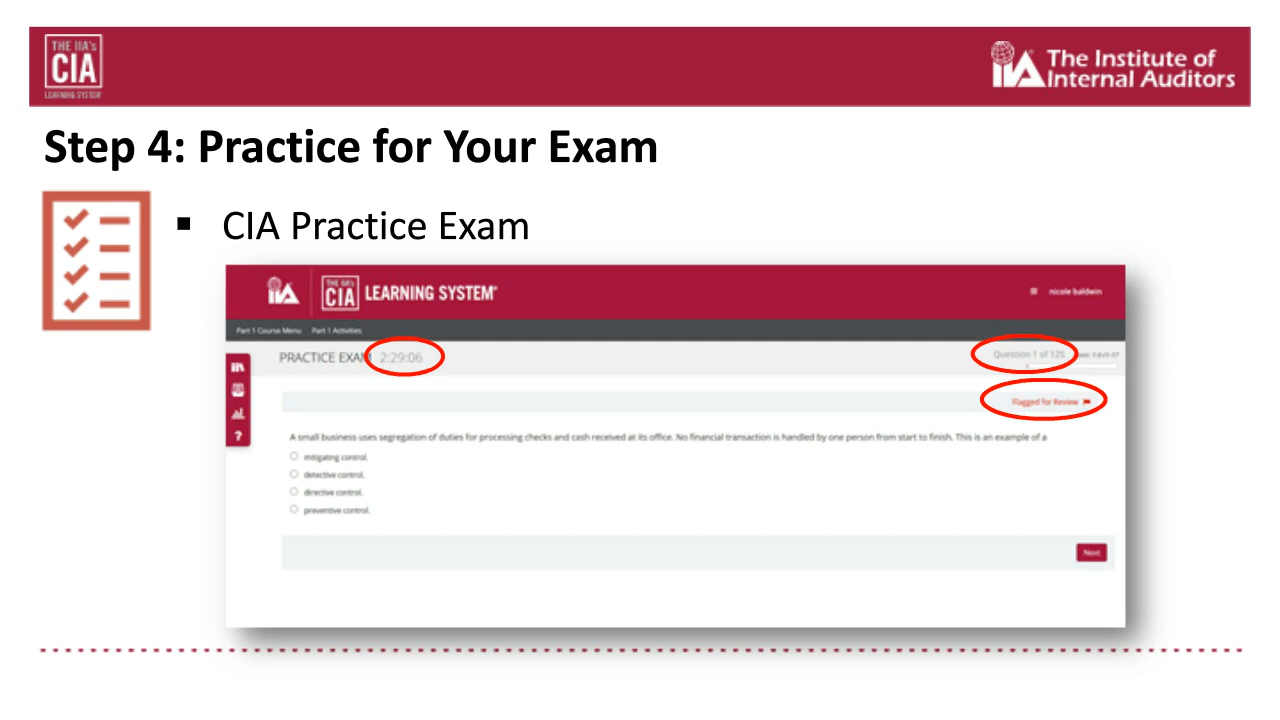 THE IIA's
CIA
LEARNING SYSTEM
IIA The Institute of
Internal Auditors
Step 4: Practice for Your Exam
▪ CIA Practice Exam
IIA THE IIA's CIA LEARNING SYSTEM®
nicole baldwin
Part 1 Course Menu Part 1 Activities
PRACTICE EXAM 2:29:06
Question 1 of 125
Flagged for Review
A small business uses segregation of duties for processing checks and cash received at its office. No financial transaction is handled by one person from start to finish. This is an example of a
mitigating control.
detective control.
directive control.
preventive control.
?
Next